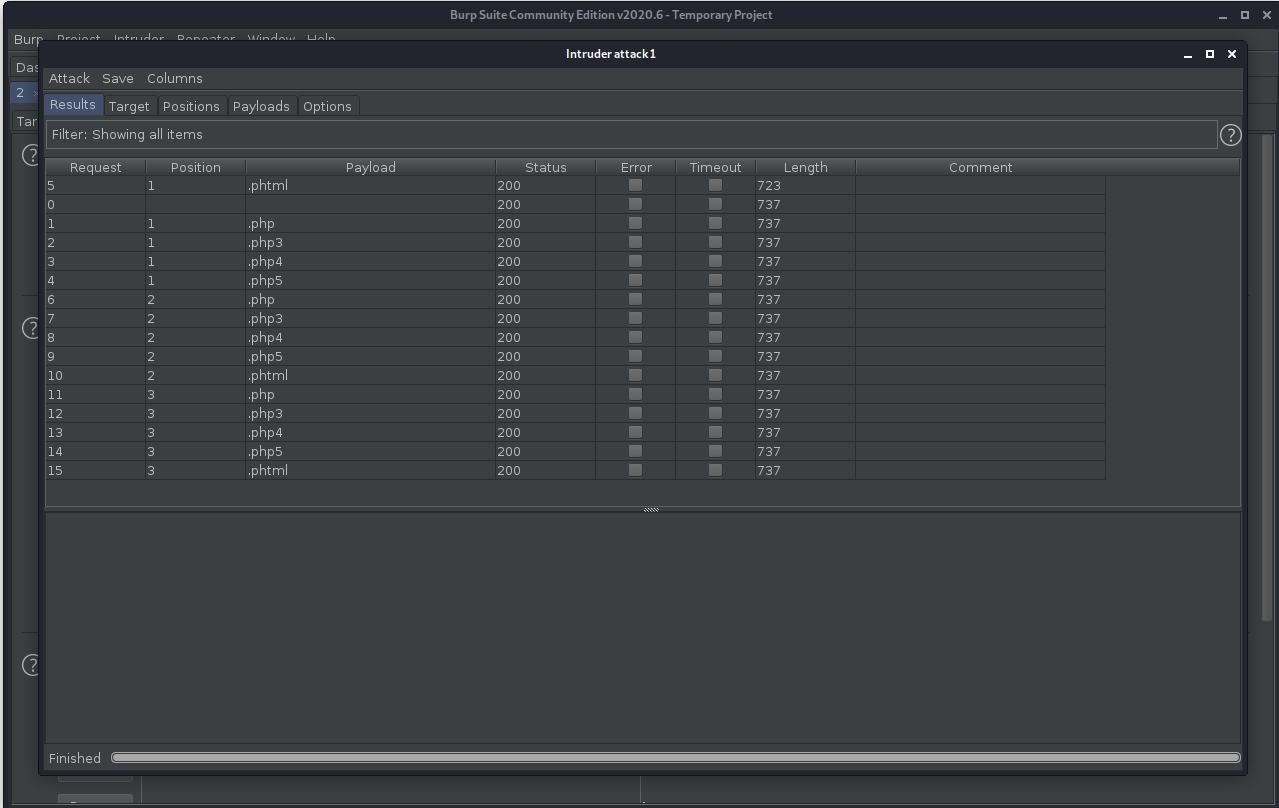 Burp Suite Community Edition v2020.6 - Temporary Project
Burp Project Intruder Repeater Window Help
Intruder attack 1
Das
Attack Save Columns
2
Results Target Positions Payloads Options
Tar
Filter: Showing all items ?
?
Request Position Payload Status Error Timeout Length Comment
5 1 .phtml 200 723
0 200 737
1 1 .php 200 737
2 1 .php3 200 737
3 1 .php4 200 737
4 1 .php5 200 737
6 2 .php 200 737
7 2 .php3 200 737
?
8 2 .php4 200 737
9 2 .php5 200 737
10 2 .phtml 200 737
11 3 .php 200 737
12 3 .php3 200 737
13 3 .php4 200 737
14 3 .php5 200 737
15 3 .phtml 200 737
?
Finished